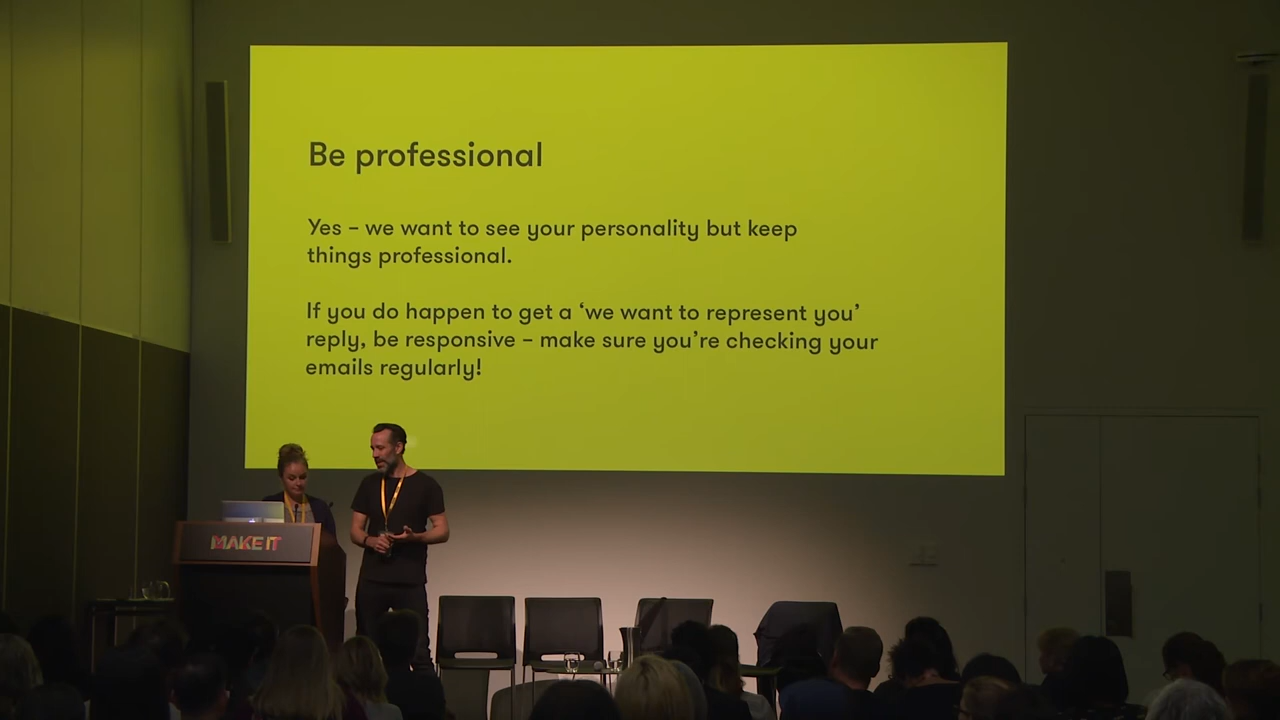 Be professional
Yes – we want to see your personality but keep
things professional.
If you do happen to get a ‘we want to represent you’
reply, be responsive – make sure you’re checking your
emails regularly!
MAKE IT